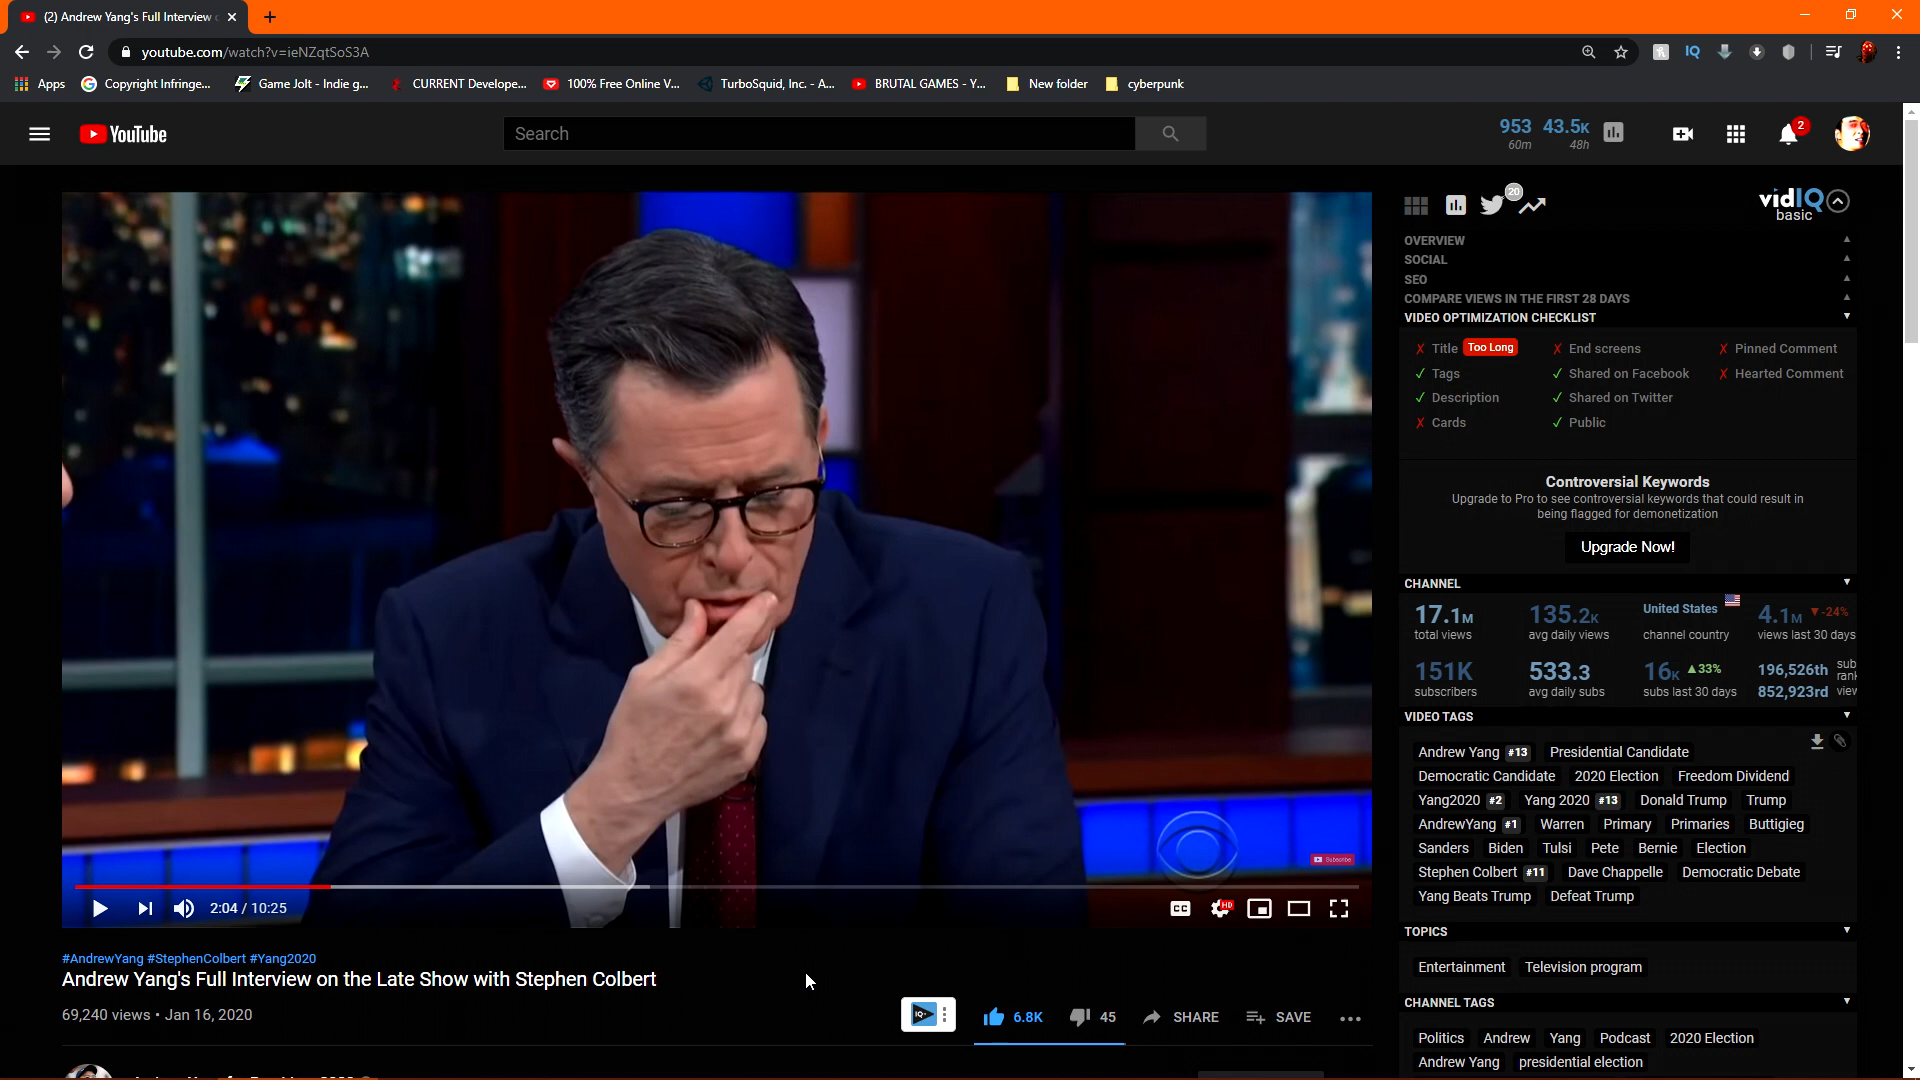 (2) Andrew Yang's Full Interview
youtube.com/watch?v=ieNZqtSoS3A
IQ
Apps
Copyright Infringe...
Game Jolt - Indie g...
CURRENT Develope...
100% Free Online V...
TurboSquid, Inc. - A...
BRUTAL GAMES - Y...
New folder
cyberpunk
YouTube
Search
953 43.5K
60m 48h
2
20
vidIQ
basic
OVERVIEW
SOCIAL
SEO
COMPARE VIEWS IN THE FIRST 28 DAYS
VIDEO OPTIMIZATION CHECKLIST
✗ Title Too Long ✗ End screens ✗ Pinned Comment
✓ Tags ✓ Shared on Facebook ✗ Hearted Comment
✓ Description ✓ Shared on Twitter
✗ Cards ✓ Public
Controversial Keywords
Upgrade to Pro to see controversial keywords that could result in
being flagged for demonetization
Upgrade Now!
CHANNEL
17.1M 135.2K United States 4.1M ▼-24%
total views avg daily views channel country views last 30 days
151K 533.3 16K ▲33% 196,526th sub rank
subscribers avg daily subs subs last 30 days 852,923rd view
VIDEO TAGS
Andrew Yang #13 Presidential Candidate
Democratic Candidate 2020 Election Freedom Dividend
Yang2020 #2 Yang 2020 #13 Donald Trump Trump
AndrewYang #1 Warren Primary Primaries Buttigieg
Sanders Biden Tulsi Pete Bernie Election
Stephen Colbert #11 Dave Chappelle Democratic Debate
Yang Beats Trump Defeat Trump
TOPICS
Entertainment Television program
CHANNEL TAGS
Politics Andrew Yang Podcast 2020 Election
Andrew Yang presidential election
Subscribe
2:04 / 10:25
CC
HD
#AndrewYang #StephenColbert #Yang2020
Andrew Yang's Full Interview on the Late Show with Stephen Colbert
69,240 views • Jan 16, 2020
IQ
6.8K 45 SHARE SAVE